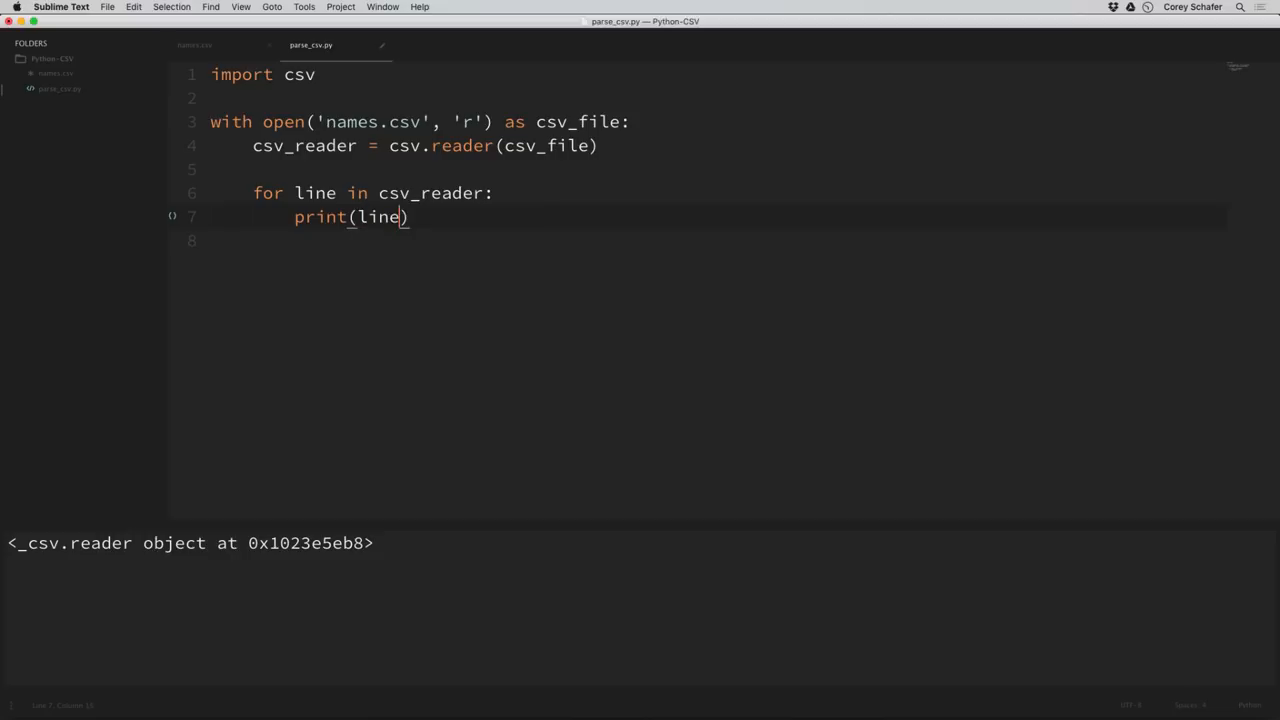 Sublime Text File Edit Selection Find View Goto Tools Project Window Help Corey Schafer
parse_csv.py — Python-CSV
FOLDERS
Python-CSV
names.csv
parse_csv.py
names.csv parse_csv.py
1 import csv
2
3 with open('names.csv', 'r') as csv_file:
4 csv_reader = csv.reader(csv_file)
5
6 for line in csv_reader:
7 print(line)
8
<_csv.reader object at 0x1023e5eb8>
Line 7, Column 19 UTF-8 Spaces: 4 Python